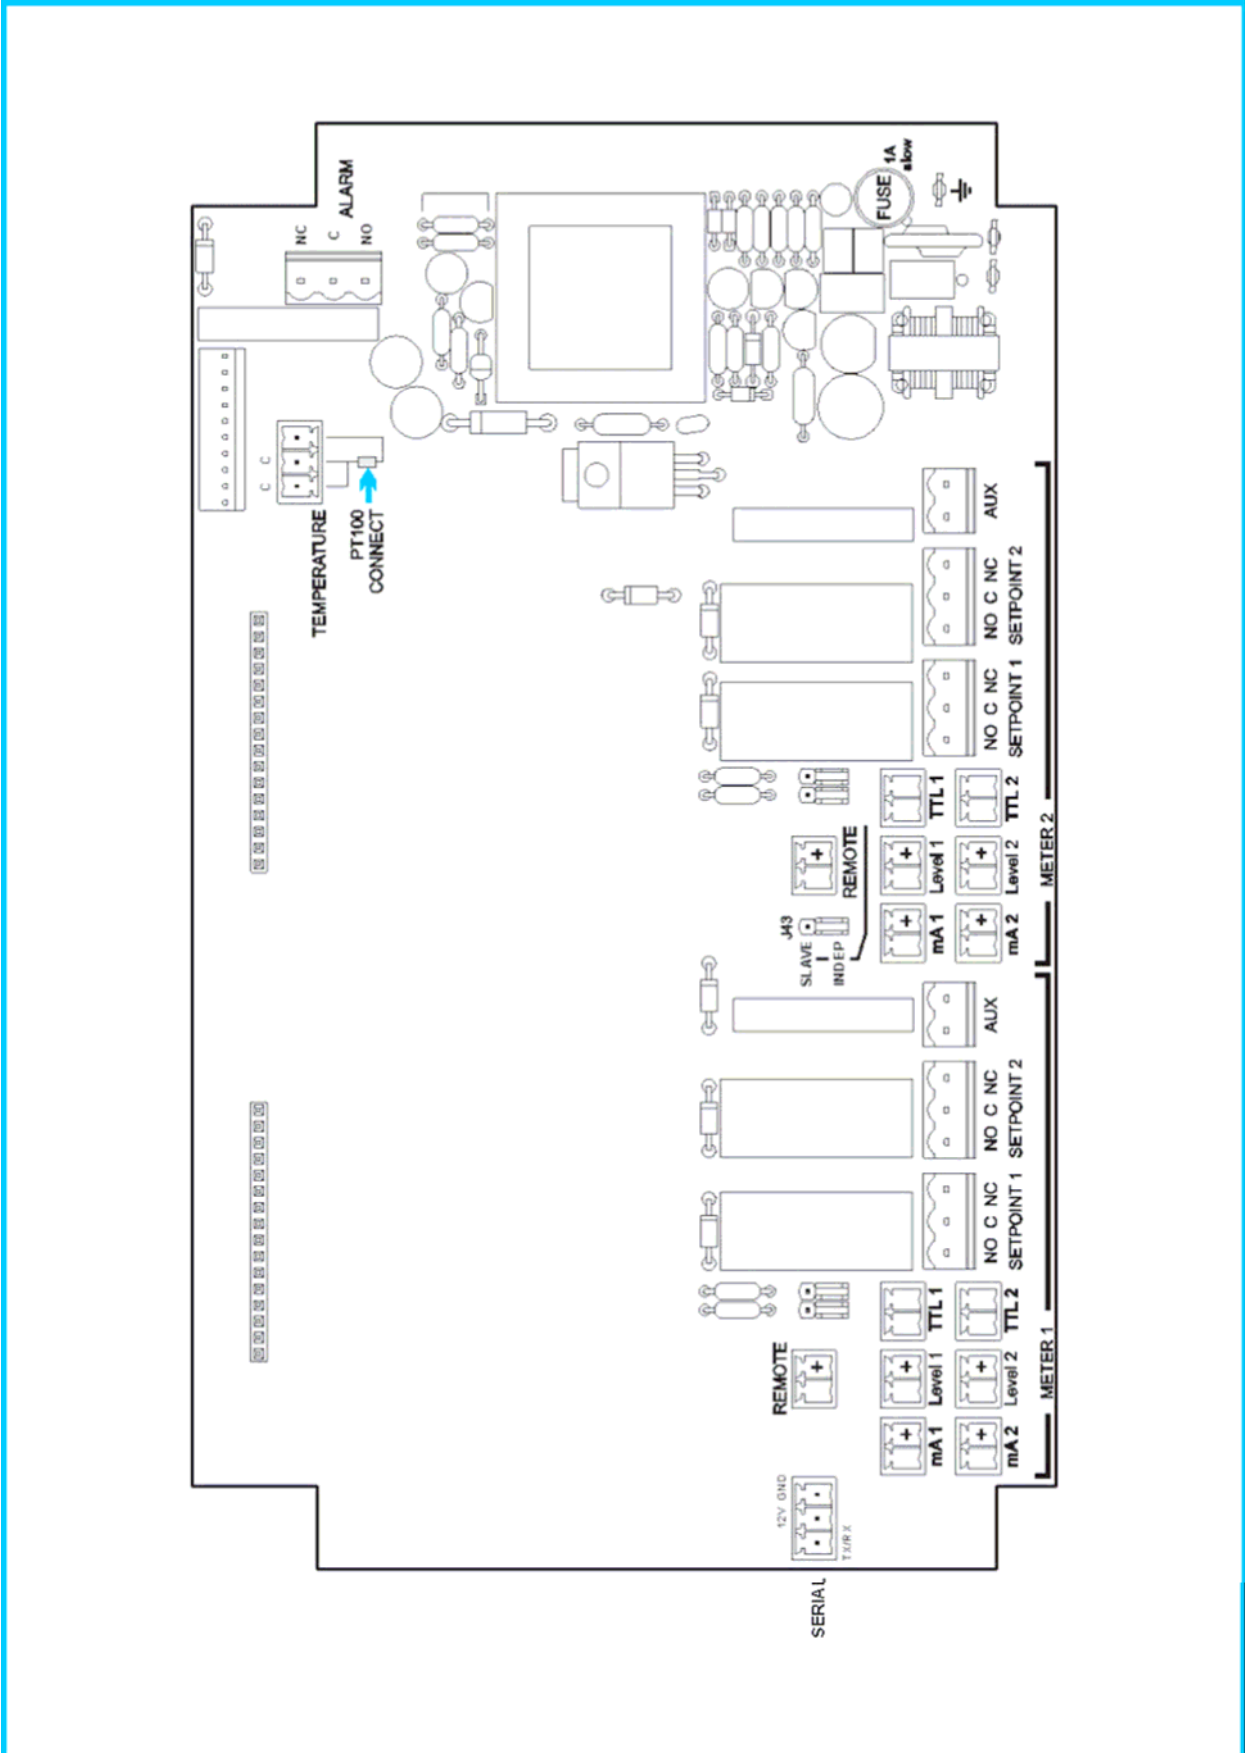 FUSE
1A
slow
NC
C
NO
ALARM
C C
TEMPERATURE
PT100
CONNECT
AUX
NO C NC
SETPOINT 2
NO C NC
SETPOINT 1
TTL 1
TTL 2
REMOTE
Level 1
Level 2
METER 2
J43
SLAVE
INDEP
mA 1
mA 2
AUX
NO C NC
SETPOINT 2
NO C NC
SETPOINT 1
TTL 1
TTL 2
REMOTE
+
Level 1
+
Level 2
+
METER 1
mA 1
+
mA 2
+
+
+
+
+
+
12V GND
TX/RX
SERIAL